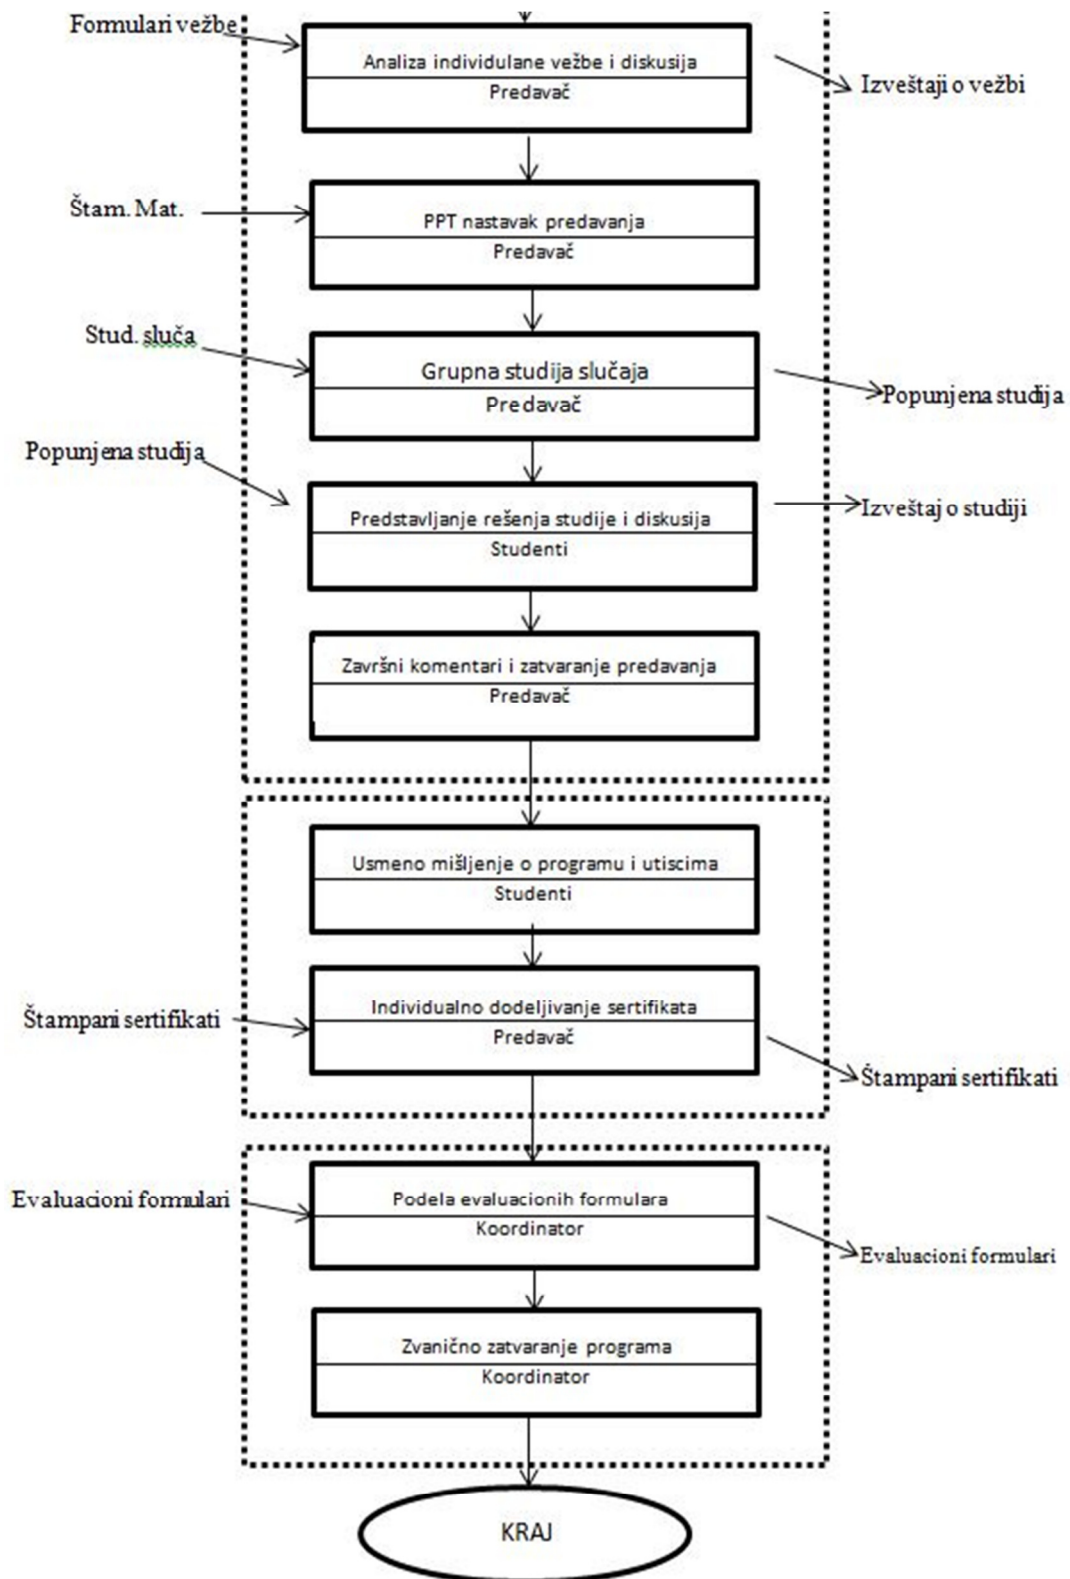 Formulari vežbe
Analiza individulane vežbe i diskusija
Predavač
Izveštaji o vežbi
Štam. Mat.
PPT nastavak predavanja
Predavač
Stud. sluča
Grupna studija slučaja
Predavač
Popunjena studija
Popunjena studija
Predstavljanje rešenja studije i diskusija
Studenti
Izveštaj o studiji
Završni komentari i zatvaranje predavanja
Predavač
Usmeno mišljenje o programu i utiscima
Studenti
Štampani sertifikati
Individualno dodeljivanje sertifikata
Predavač
Štampani sertifikati
Evaluacioni formulari
Podela evaluacionih formulara
Koordinator
Evaluacioni formulari
Zvanično zatvaranje programa
Koordinator
KRAJ